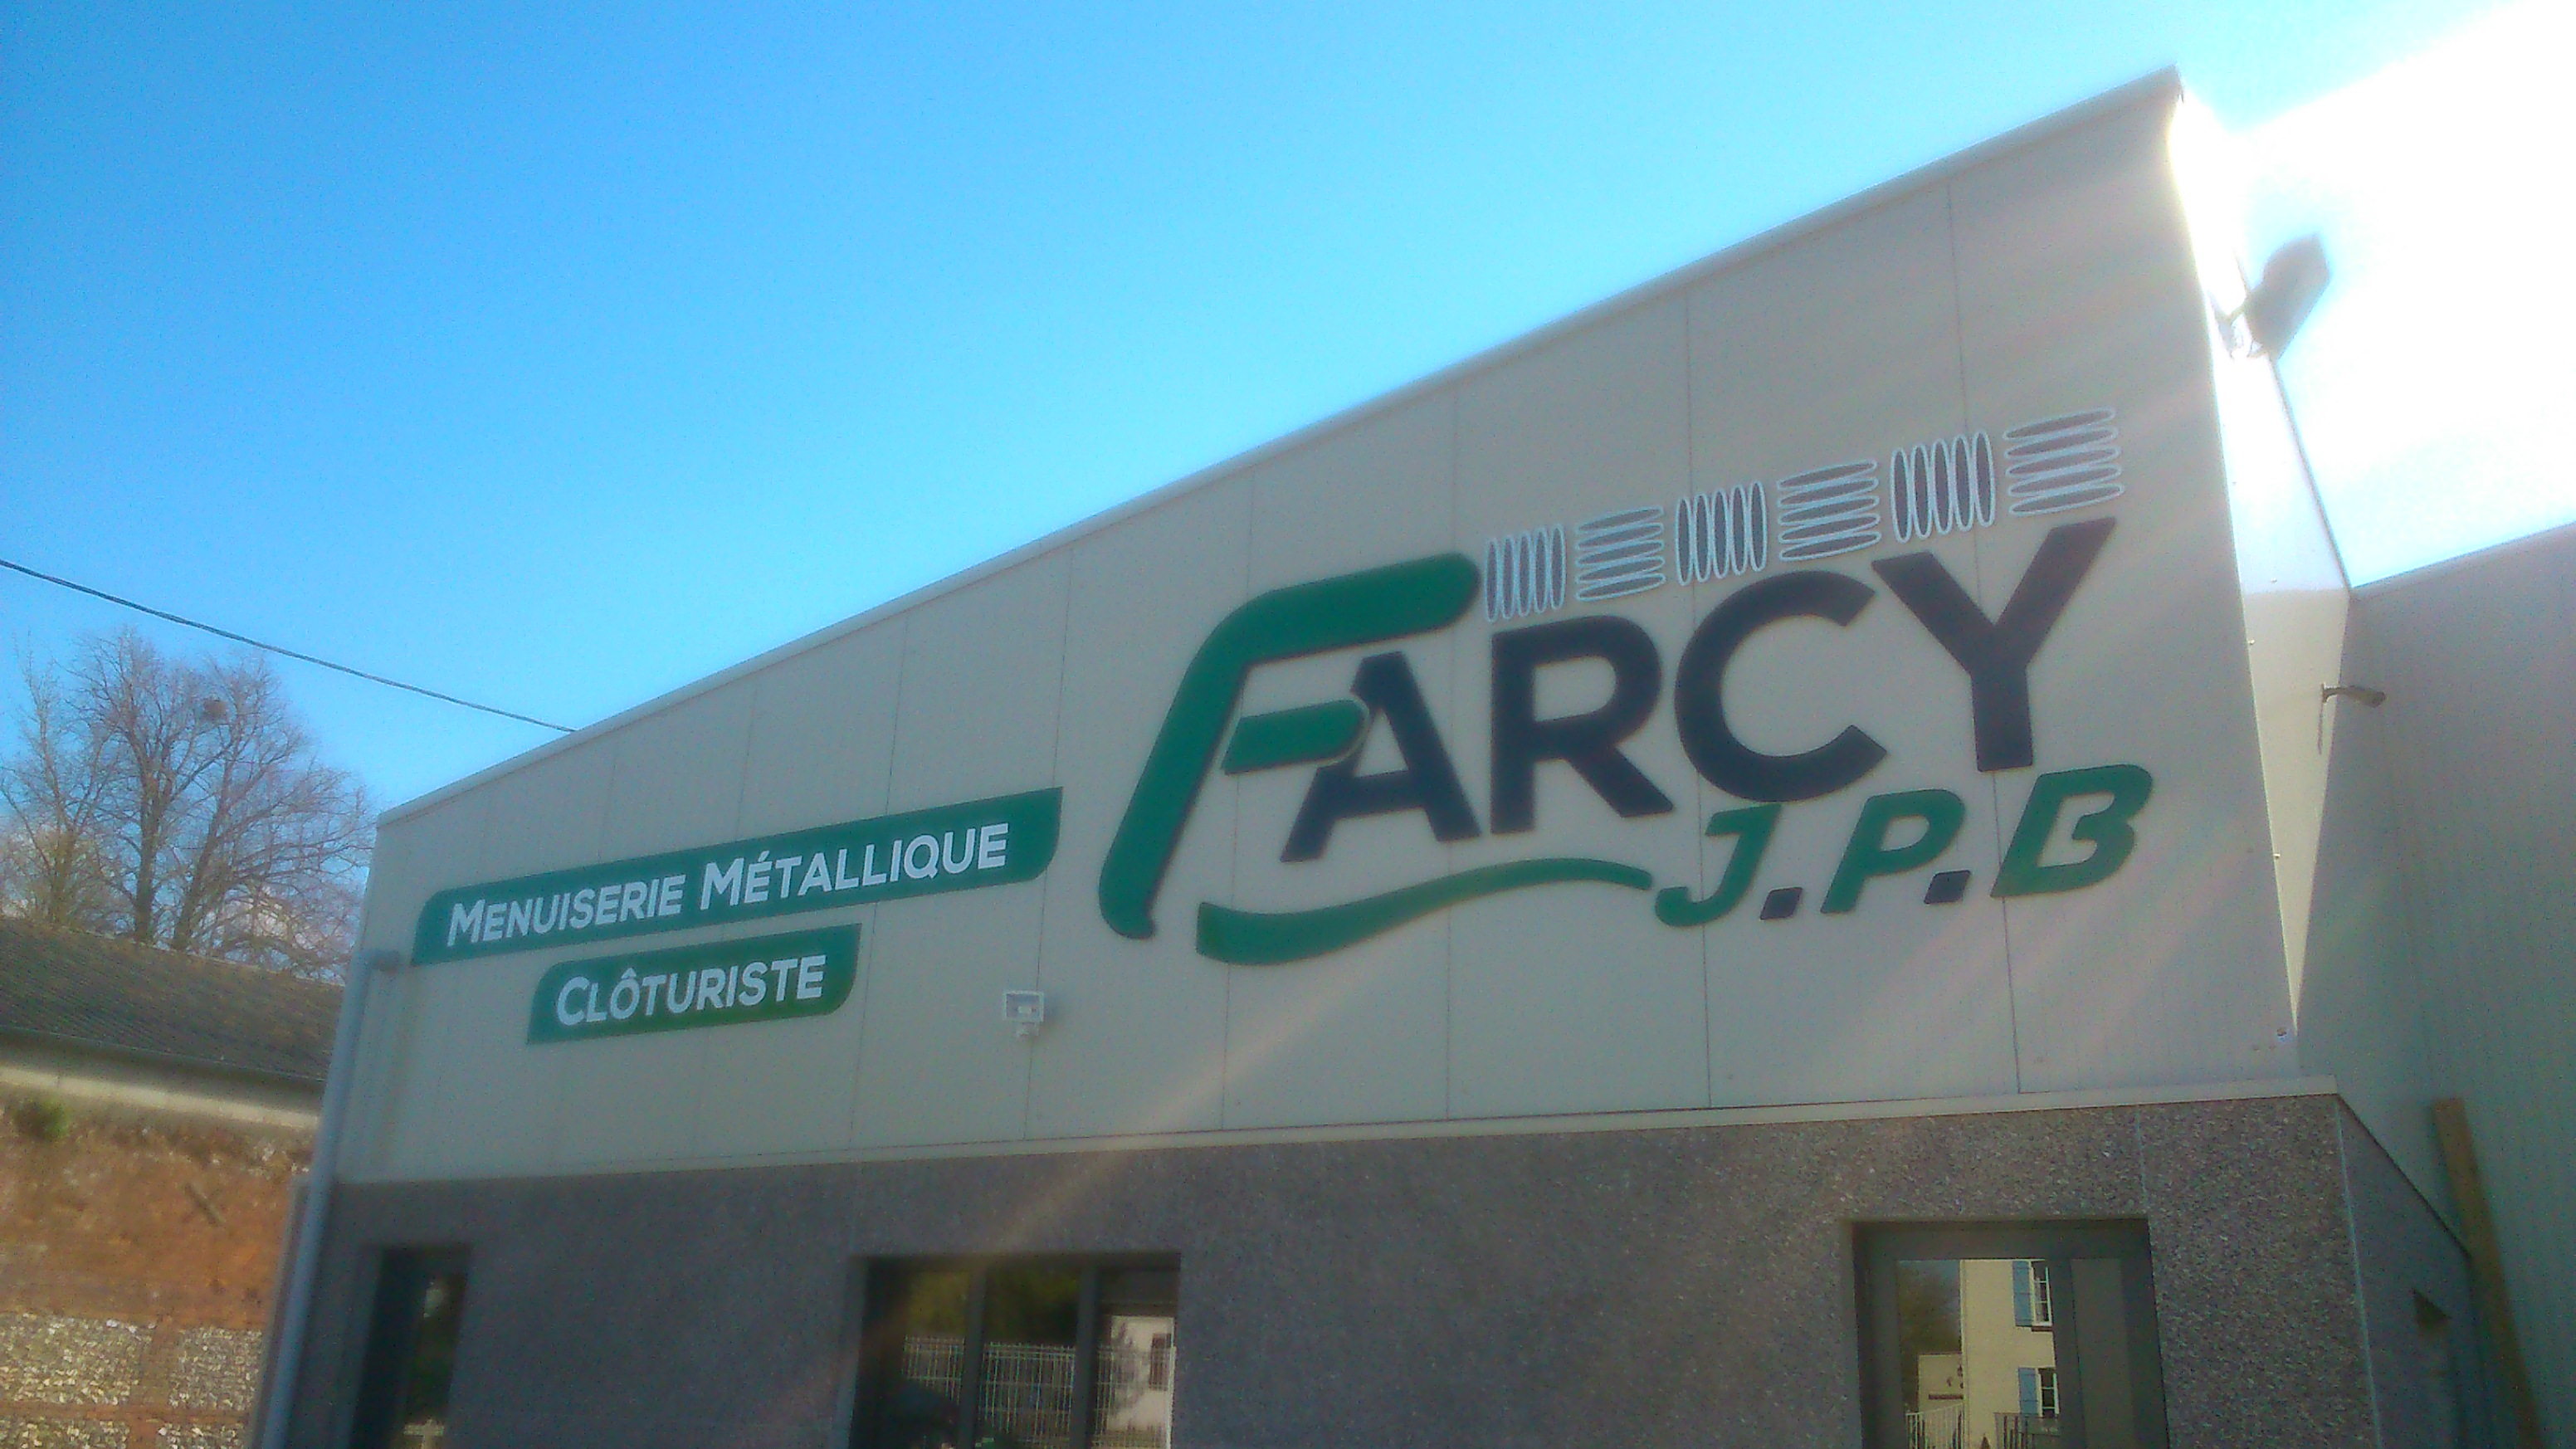 FARCY
J.P.B
MENUISERIE MÉTALLIQUE
CLÔTURISTE